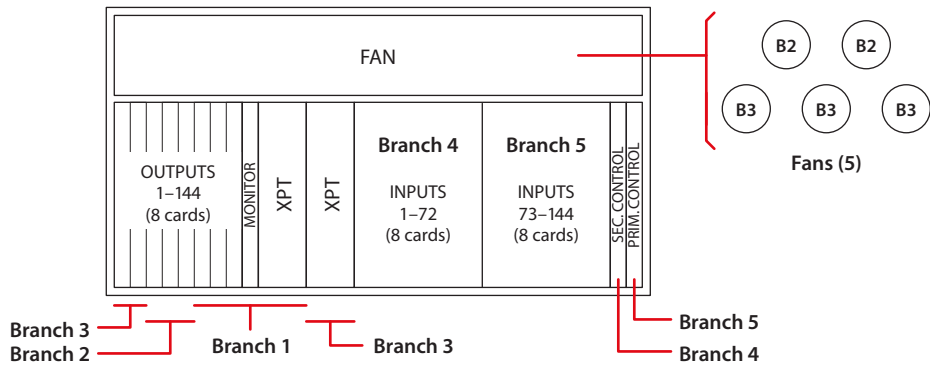 FAN
B2
B2
B3
B3
B3
Fans (5)
OUTPUTS
1–144
(8 cards)
MONITOR
XPT
XPT
Branch 4
INPUTS
1–72
(8 cards)
Branch 5
INPUTS
73–144
(8 cards)
SEC. CONTROL
PRIM. CONTROL
Branch 3
Branch 2
Branch 1
Branch 3
Branch 5
Branch 4